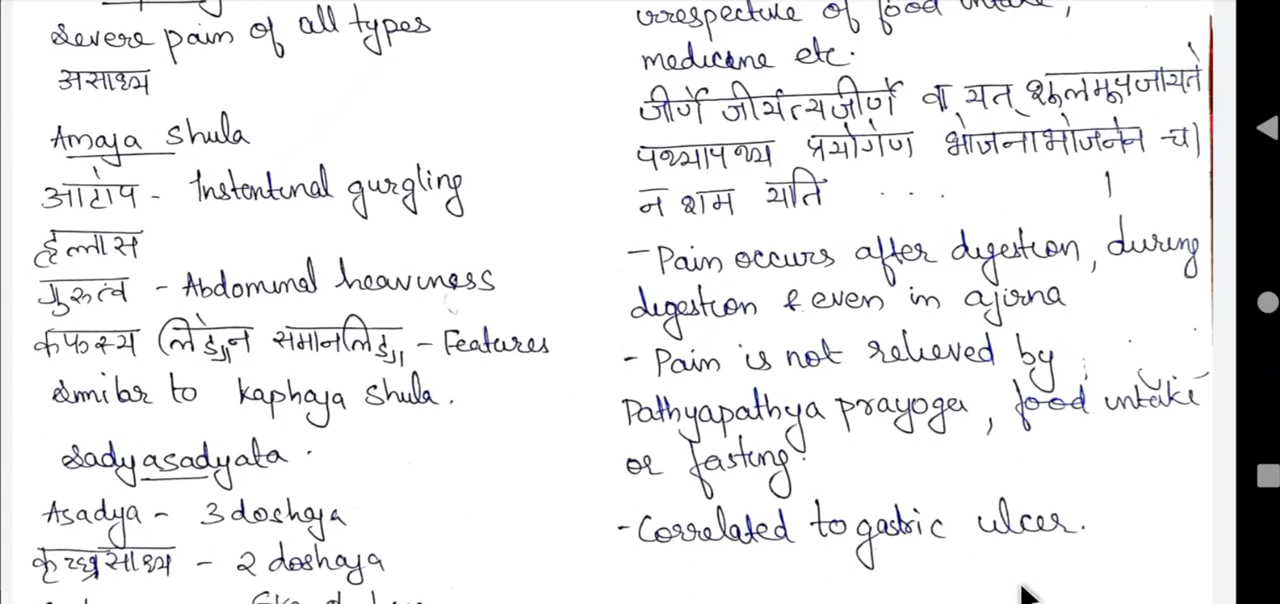 severe pain of all types
असाध्य
Amaja Shula
आटोप - Instentinal gurgling
हृल्लास
गुरुत्व - Abdominal heaviness
कफस्य लिङ्गेन समानलिङ्ग - Features
similar to kaphaja shula.
Sadyasadyata.
Asadya - 3 doshaja
कृच्छ्रसाध्य - 2 doshaja
irrespective of food intake,
medicine etc.
जीर्णे जीर्यत्यजीर्णे वा यत् शूलमुपजायते
पथ्यापथ्य प्रयोगेण भोजनाभोजनेन च।
न शम याति ... ।
- Pain occurs after digestion, during
digestion & even in ajirna
- Pain is not relieved by
Pathyapathya prayoga, food intake
or fasting.
- Correlated to gastric ulcer.